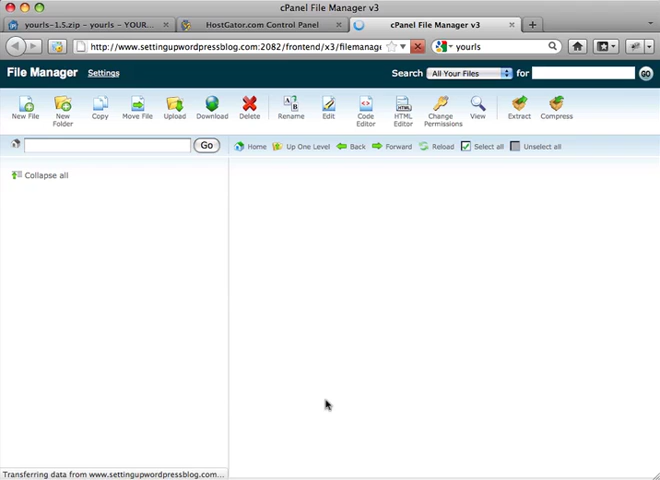 cPanel File Manager v3
yourls-1.5.zip - yourls - YOUR...
HostGator.com Control Panel
cPanel File Manager v3
http://www.settingupwordpressblog.com:2082/frontend/x3/filemanage
yourls
File Manager
Settings
Search
All Your Files
for
GO
New File
New Folder
Copy
Move File
Upload
Download
Delete
Rename
Edit
Code Editor
HTML Editor
Change Permissions
View
Extract
Compress
Go
Home
Up One Level
Back
Forward
Reload
Select all
Unselect all
Collapse all
Transferring data from www.settingupwordpressblog.com...